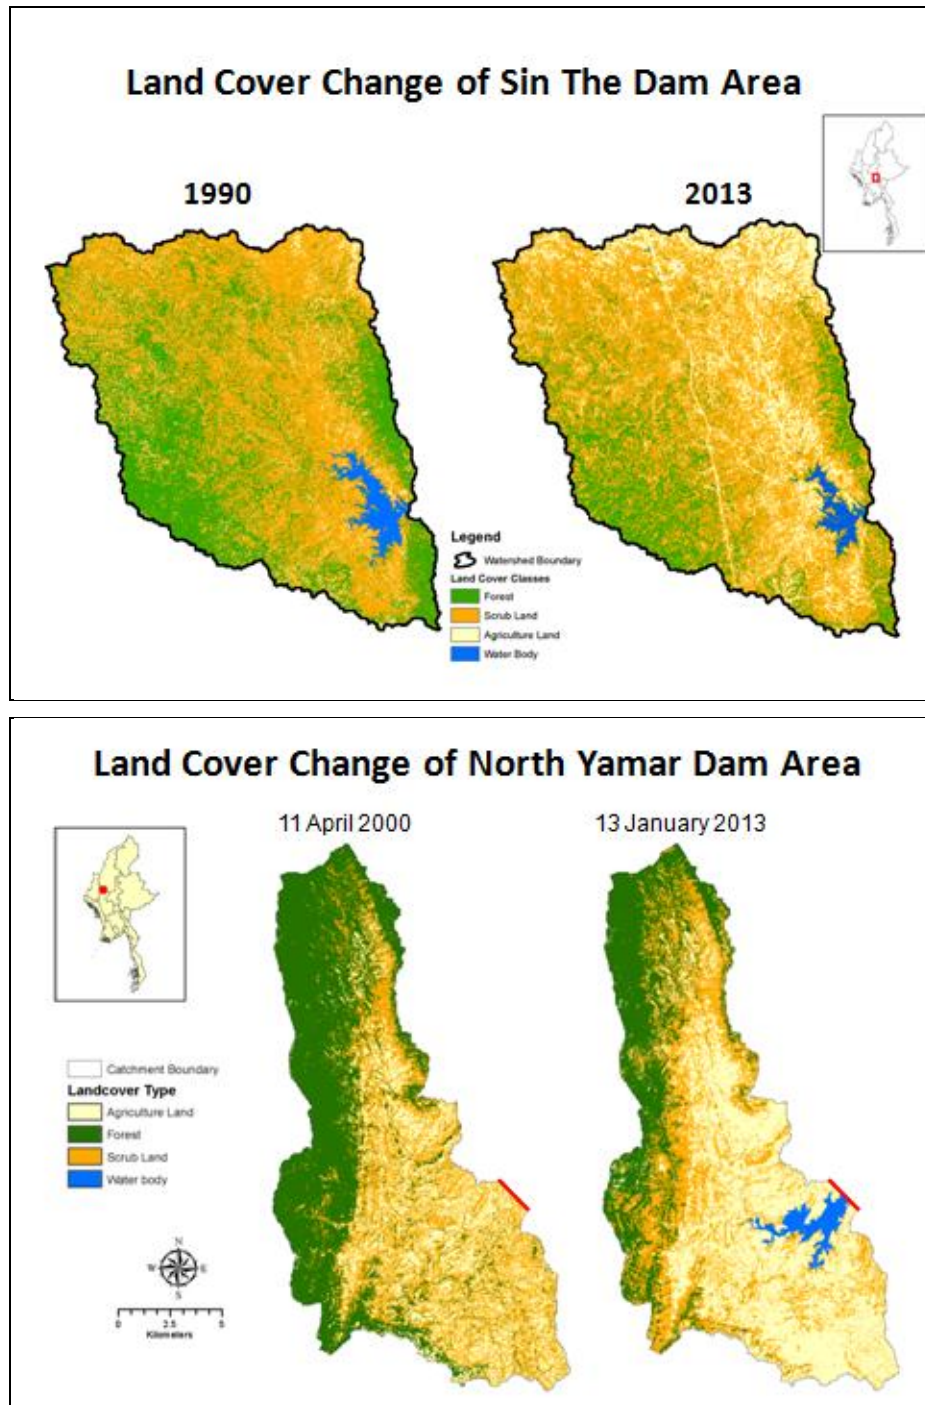 Land Cover Change of Sin The Dam Area
1990
2013
Legend
Watershed Boundary
Land Cover Classes
Forest
Scrub Land
Agriculture Land
Water Body
Land Cover Change of North Yamar Dam Area
11 April 2000
13 January 2013
Catchment Boundary
Landcover Type
Agriculture Land
Forest
Scrub Land
Water body
N
W
E
S
0 2.5 5
Kilometers